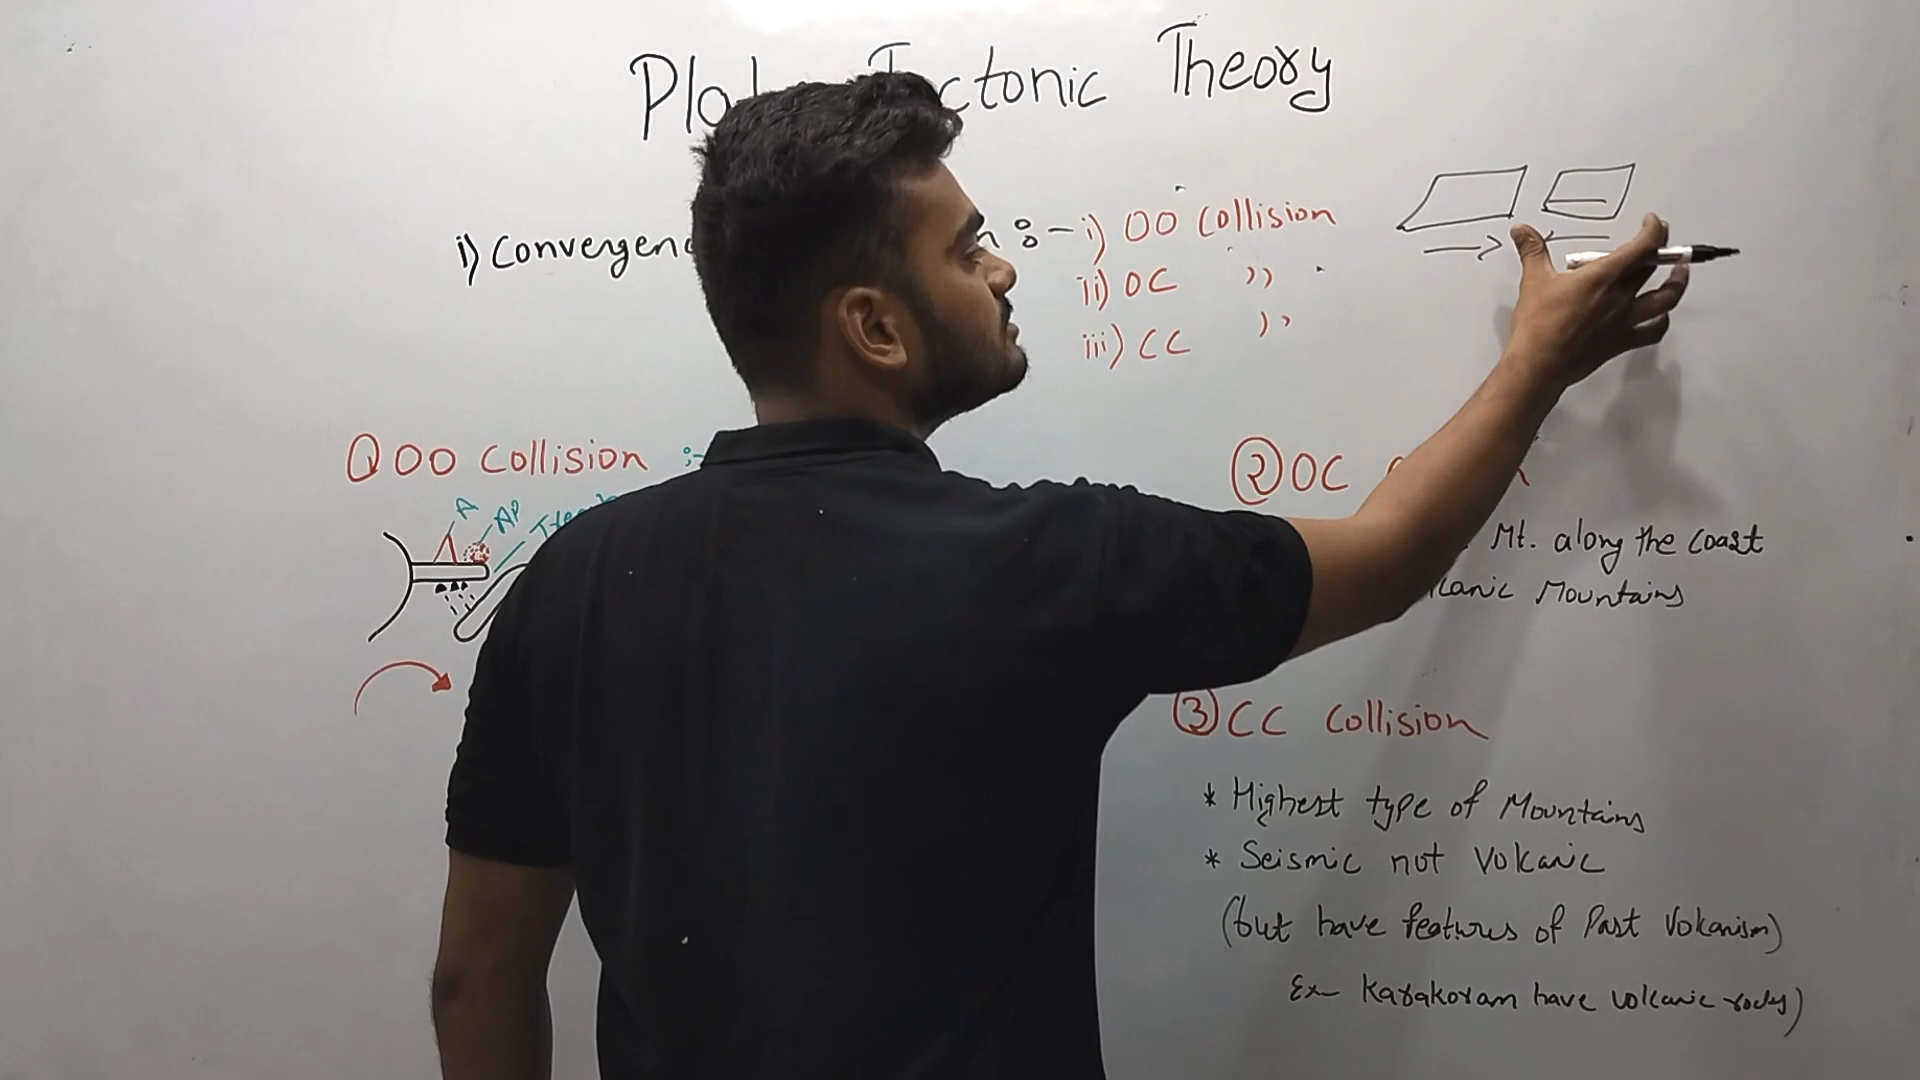 Plate Tectonic Theory
i) Convergen :- i) OO Collision
ii) OC ,,
iii) CC ,,
① OO Collision :-
A AP
② OC
Mt. along the coast
Mountains
③ CC Collision
* Highest type of Mountains
* Seismic not Volcanic
(but have features of Past Volcanism)
Ex- Karakoram have volcanic rocks)